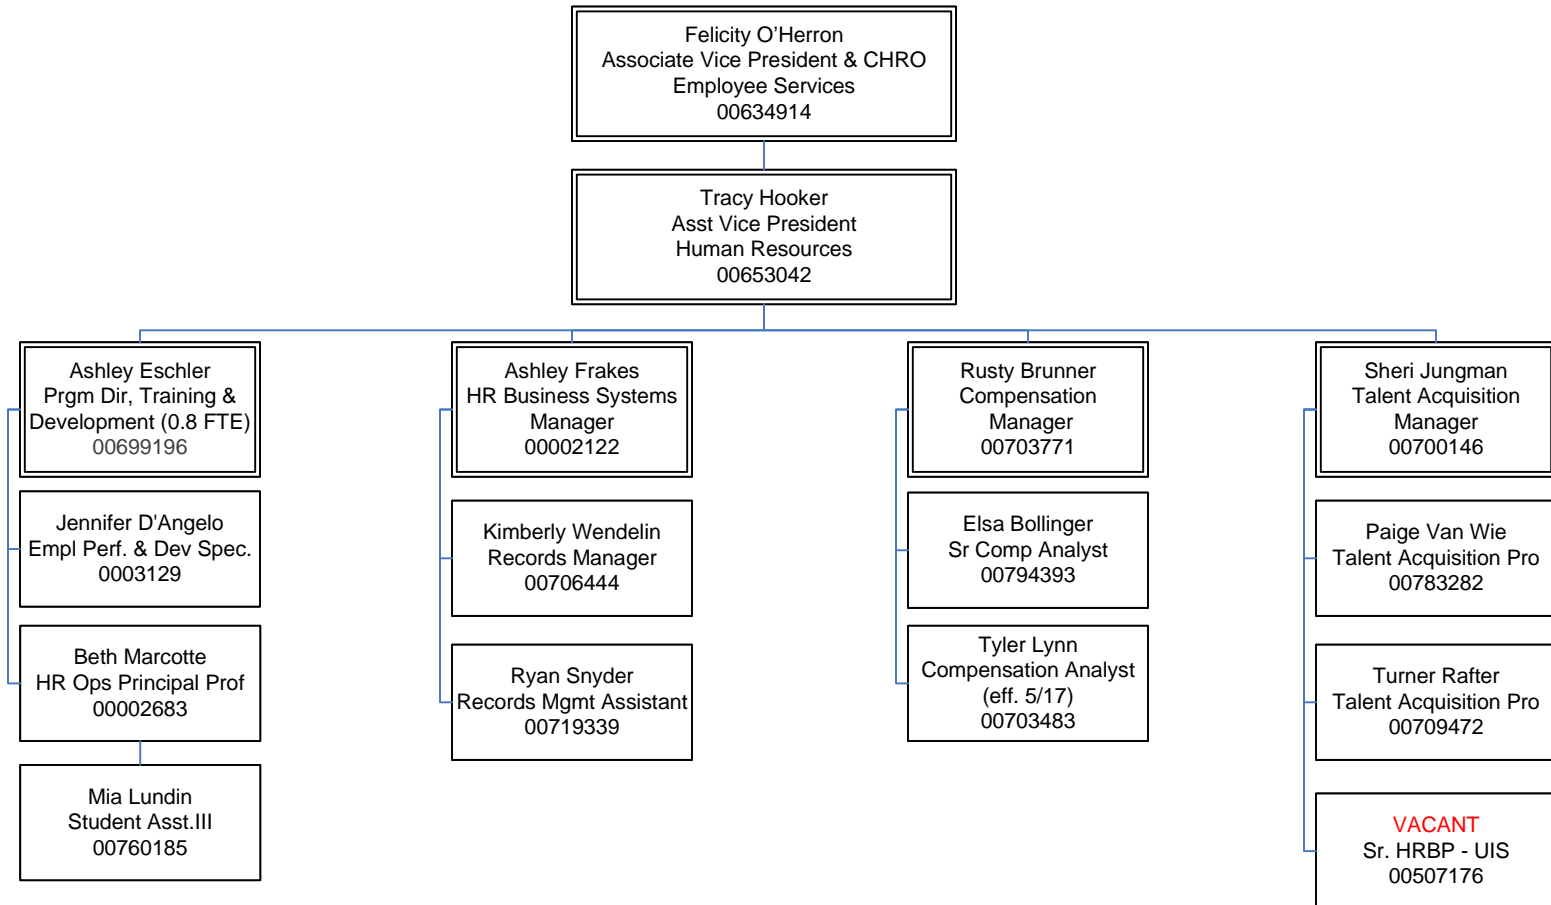 Felicity O'Herron
Associate Vice President & CHRO
Employee Services
00634914
Tracy Hooker
Asst Vice President
Human Resources
00653042
Ashley Eschler
Prgm Dir, Training &
Development (0.8 FTE)
00699196
Jennifer D'Angelo
Empl Perf. & Dev Spec.
0003129
Beth Marcotte
HR Ops Principal Prof
00002683
Mia Lundin
Student Asst.III
00760185
Ashley Frakes
HR Business Systems
Manager
00002122
Kimberly Wendelin
Records Manager
00706444
Ryan Snyder
Records Mgmt Assistant
00719339
Rusty Brunner
Compensation
Manager
00703771
Elsa Bollinger
Sr Comp Analyst
00794393
Tyler Lynn
Compensation Analyst
(eff. 5/17)
00703483
Sheri Jungman
Talent Acquisition
Manager
00700146
Paige Van Wie
Talent Acquisition Pro
00783282
Turner Rafter
Talent Acquisition Pro
00709472
VACANT
Sr. HRBP - UIS
00507176